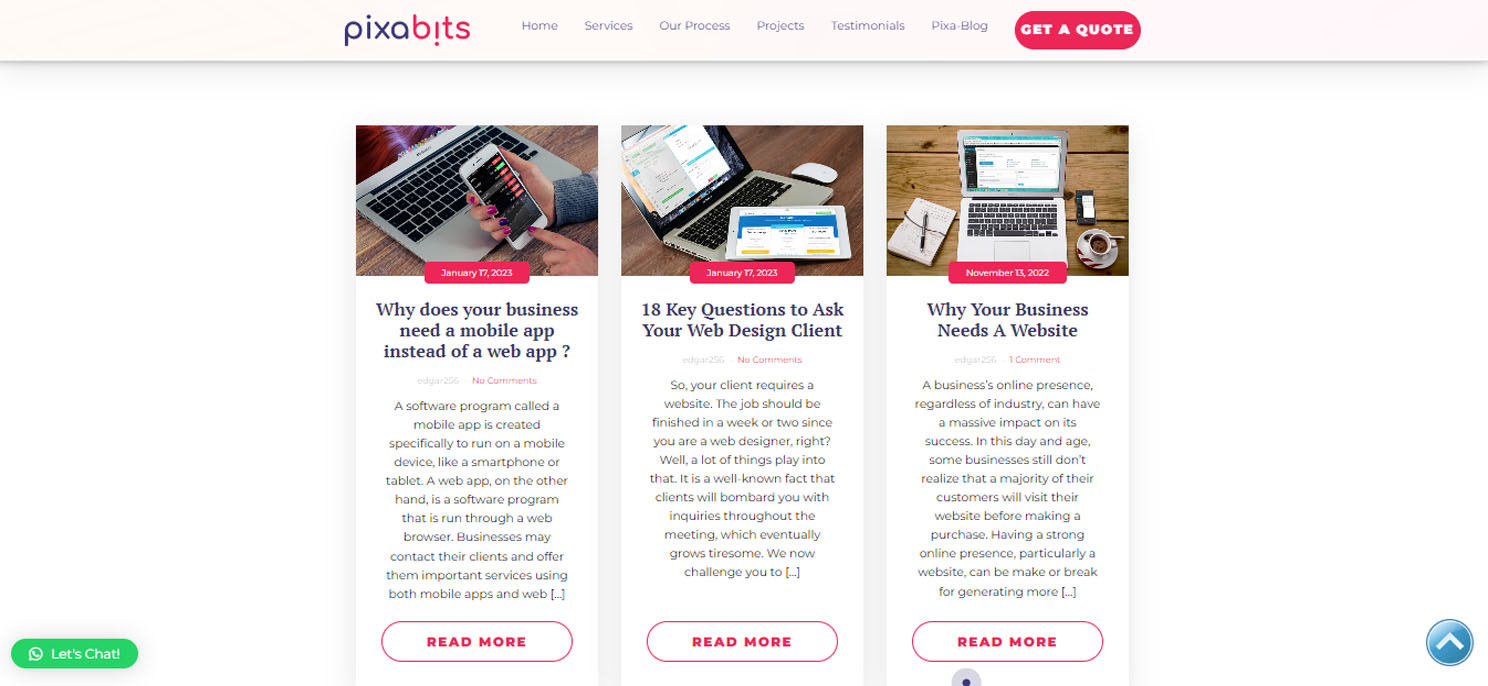 pixabits
Home
Services
Our Process
Projects
Testimonials
Pixa-Blog
GET A QUOTE
January 17, 2023
Why does your business
need a mobile app
instead of a web app ?
edgar256 · No Comments
A software program called a
mobile app is created
specifically to run on a mobile
device, like a smartphone or
tablet. A web app, on the other
hand, is a software program
that is run through a web
browser. Businesses may
contact their clients and offer
them important services using
both mobile apps and web [...]
READ MORE
January 17, 2023
18 Key Questions to Ask
Your Web Design Client
edgar256 · No Comments
So, your client requires a
website. The job should be
finished in a week or two since
you are a web designer, right?
Well, a lot of things play into
that. It is a well-known fact that
clients will bombard you with
inquiries throughout the
meeting, which eventually
grows tiresome. We now
challenge you to [...]
READ MORE
November 13, 2022
Why Your Business
Needs A Website
edgar256 · 1 Comment
A business’s online presence,
regardless of industry, can have
a massive impact on its
success. In this day and age,
some businesses still don’t
realize that a majority of their
customers will visit their
website before making a
purchase. Having a strong
online presence, particularly a
website, can be make or break
for generating more [...]
READ MORE
Let's Chat!